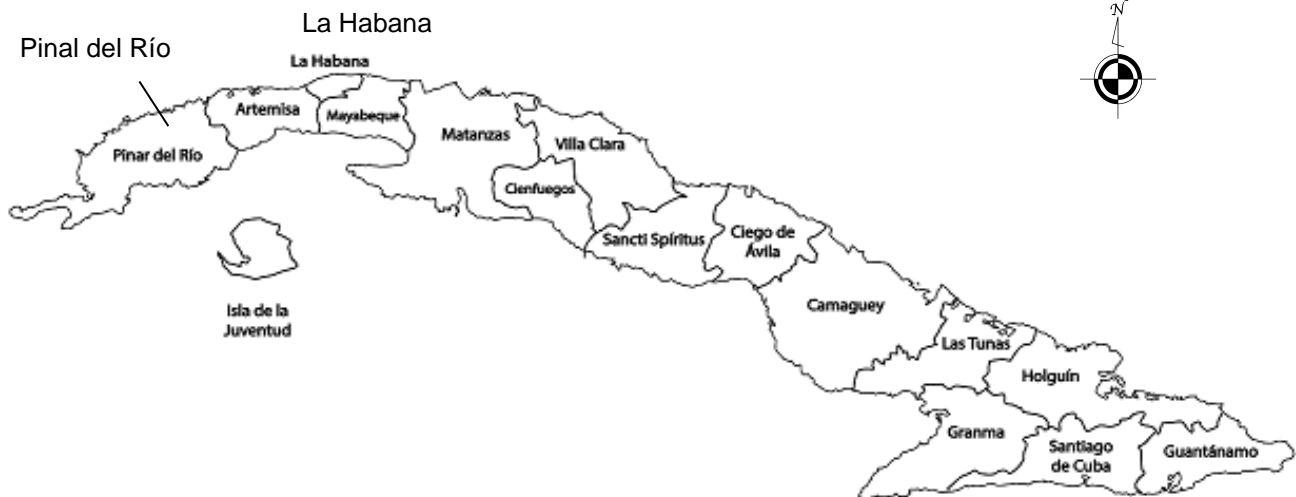 La Habana
Pinal del Río
La Habana
Artemisa
Mayabeque
Pinar del Río
Matanzas
Villa Clara
Cienfuegos
Sancti Spíritus
Ciego de
Ávila
Isla de la
Juventud
Camaguey
Las Tunas
Holguín
Granma
Santiago
de Cuba
Guantánamo
N